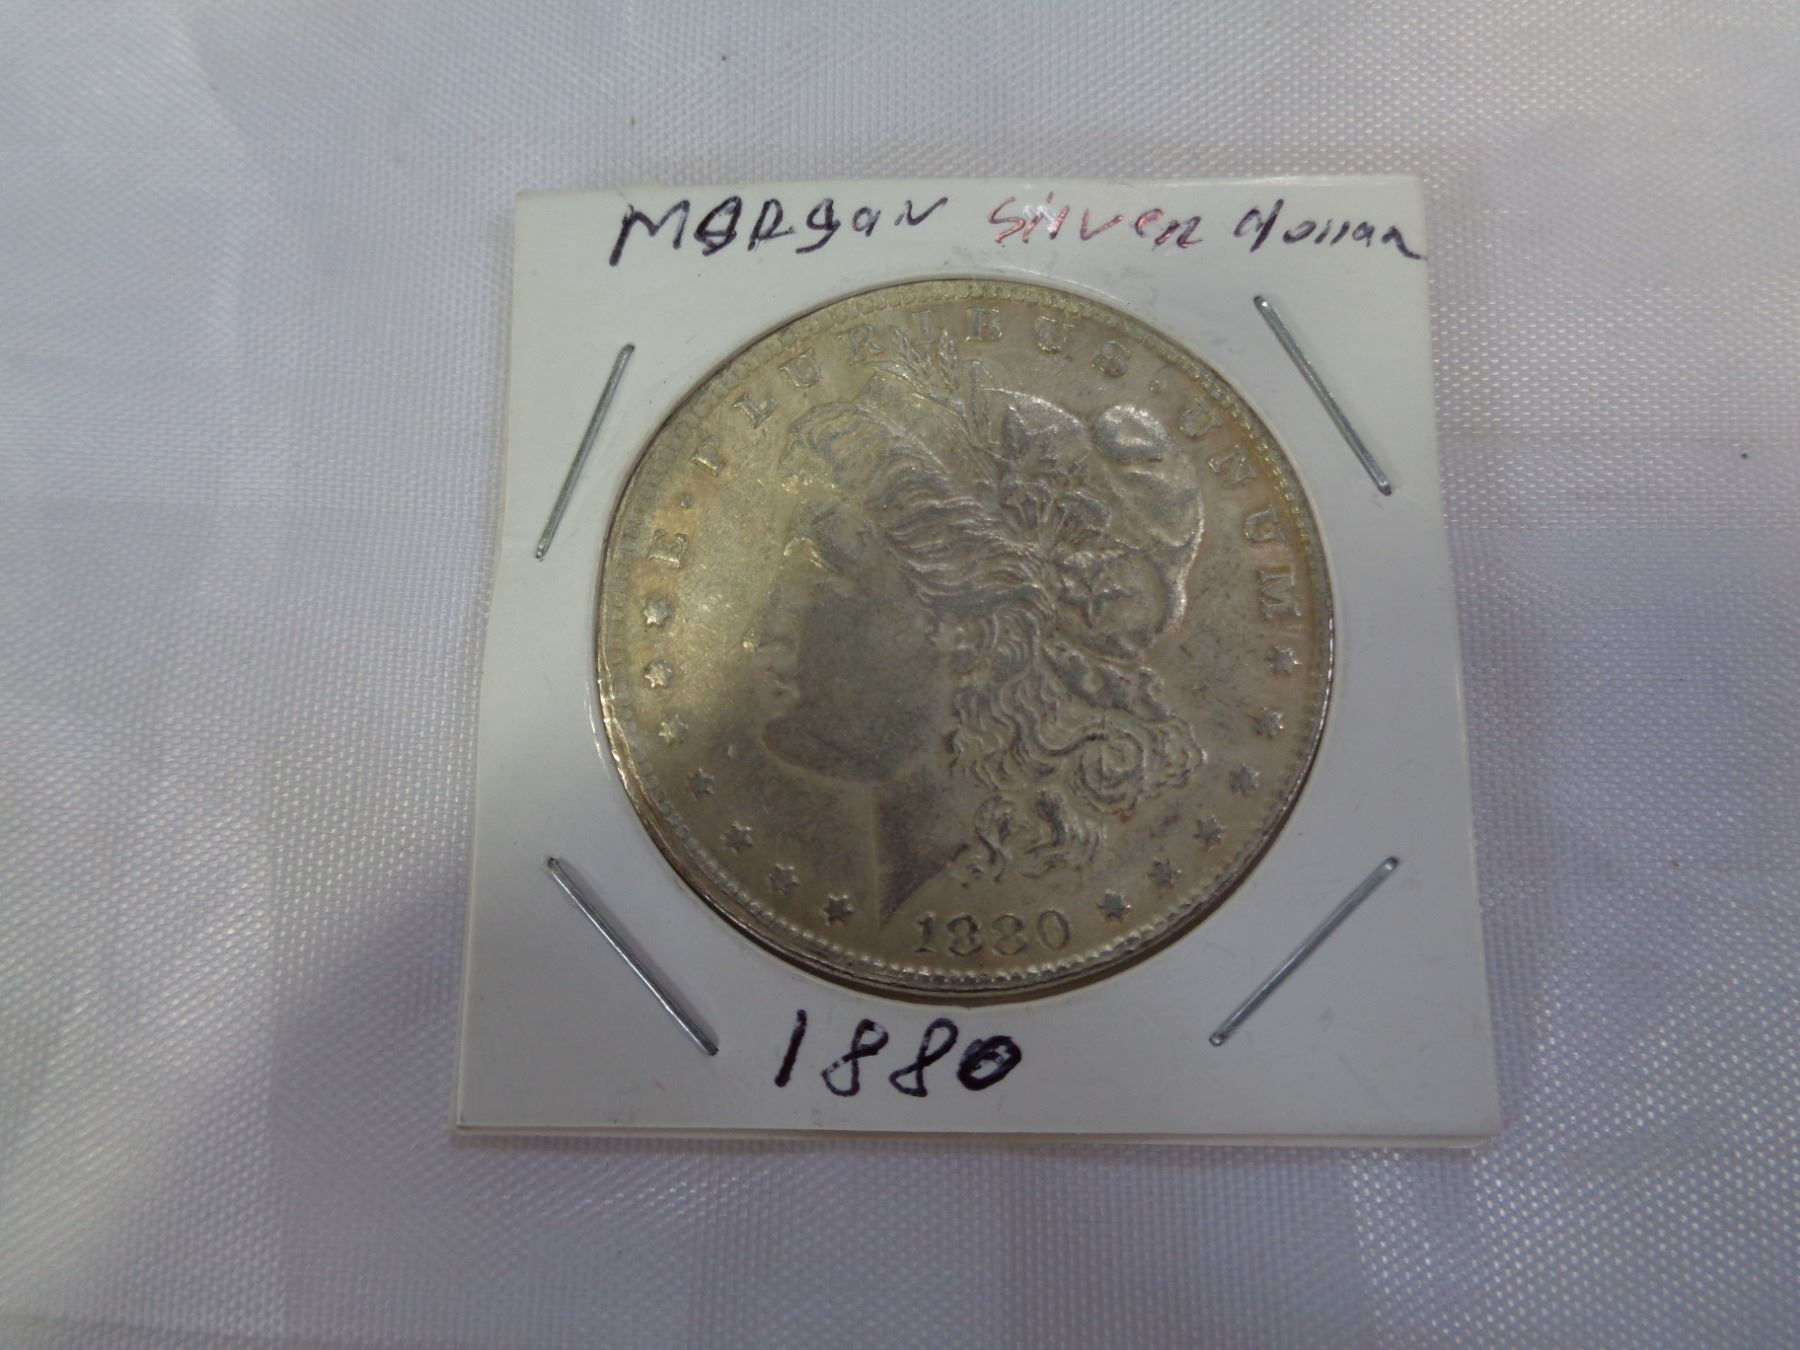 MORgan Silver dollar
E · PLURIBUS · UNUM
1880
1880